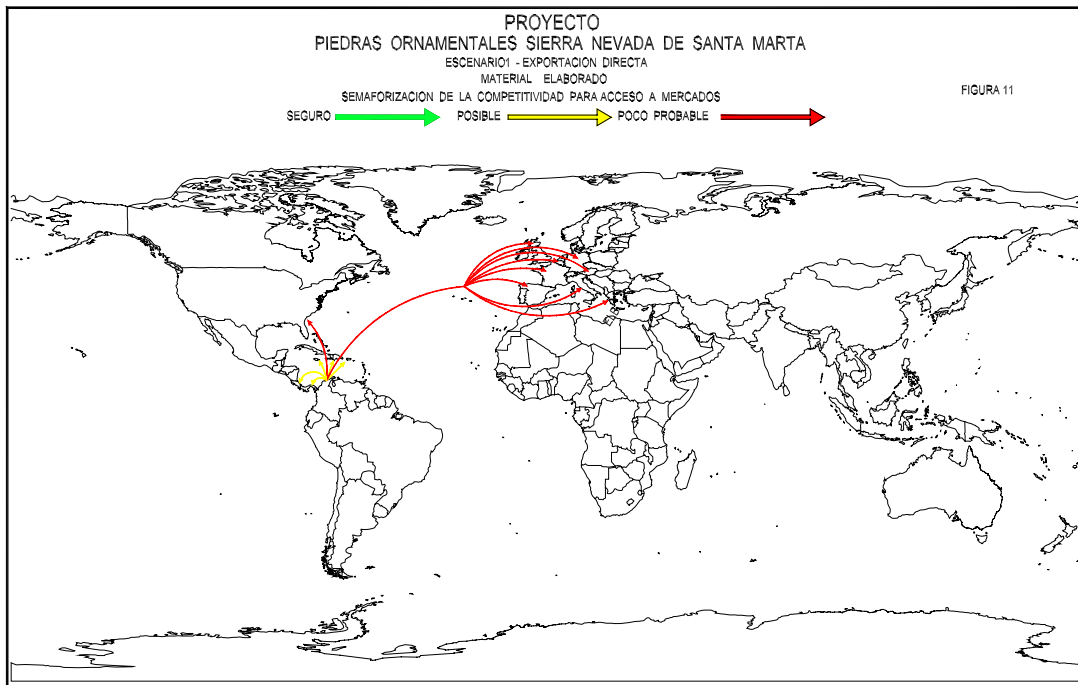 PROYECTO
PIEDRAS ORNAMENTALES SIERRA NEVADA DE SANTA MARTA
ESCENARIO1 - EXPORTACION DIRECTA
MATERIAL ELABORADO
FIGURA 11
SEMAFORIZACION DE LA COMPETITIVIDAD PARA ACCESO A MERCADOS
SEGURO POSIBLE POCO PROBABLE